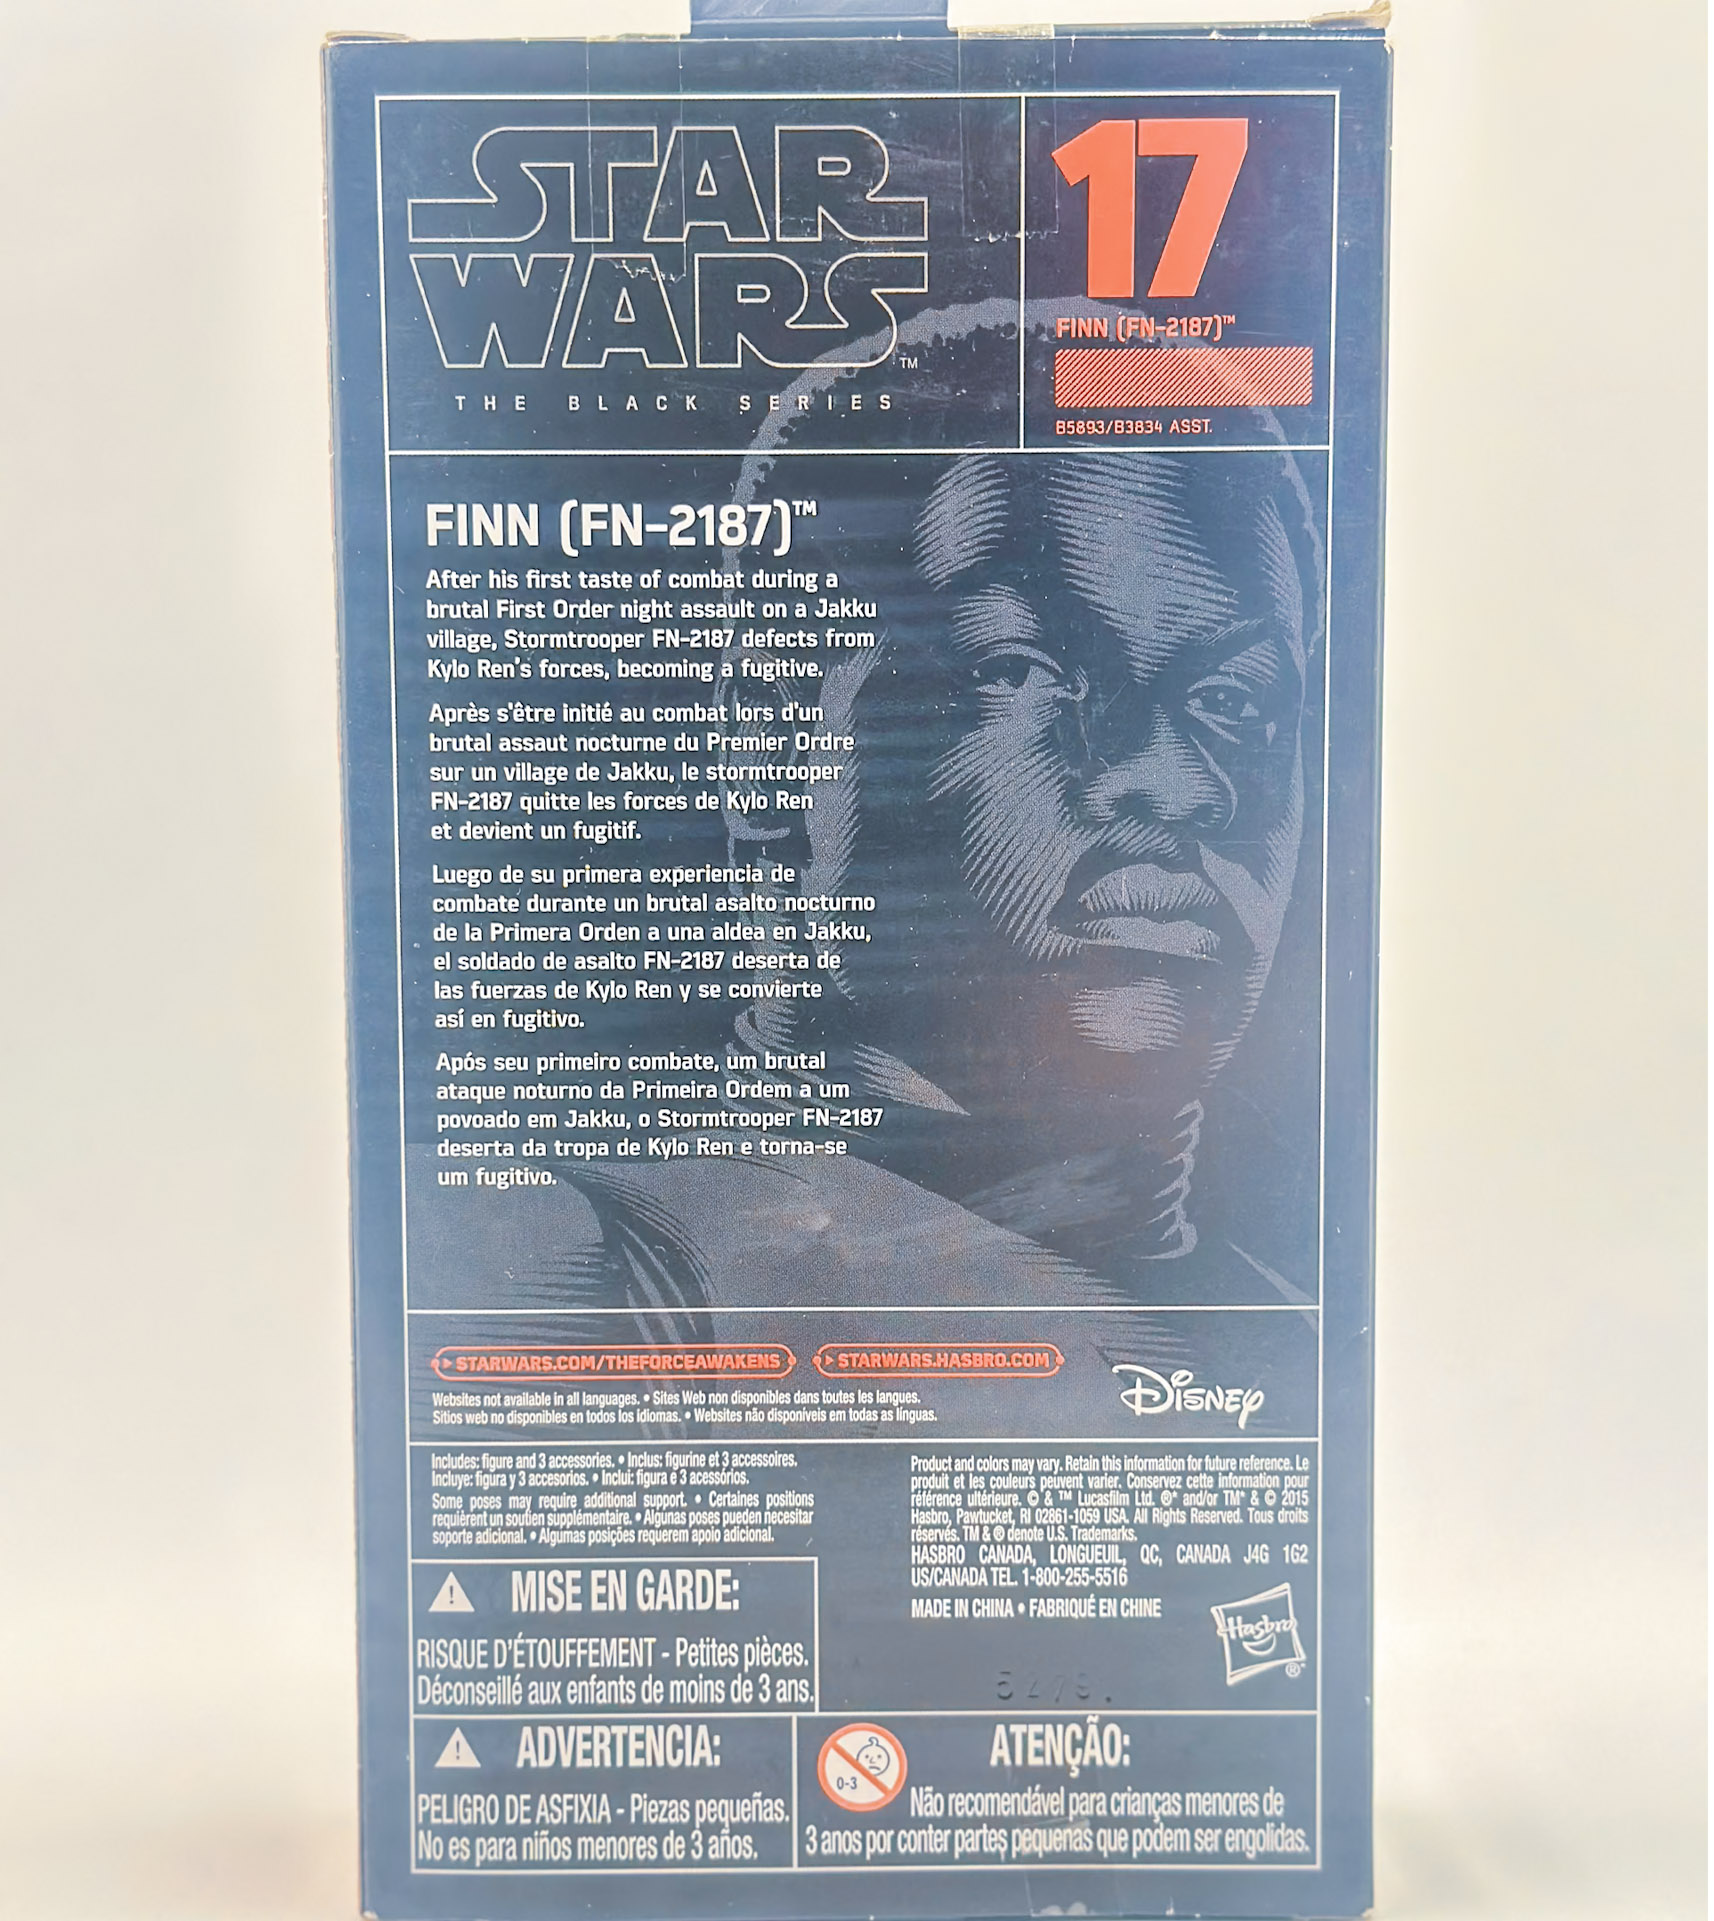 STAR
WARS™
THE BLACK SERIES
17
FINN (FN-2187)™
B5893/B3834 ASST.
FINN (FN-2187)™
After his first taste of combat during a
brutal First Order night assault on a Jakku
village, Stormtrooper FN-2187 defects from
Kylo Ren's forces, becoming a fugitive.
Après s'être initié au combat lors d'un
brutal assaut nocturne du Premier Ordre
sur un village de Jakku, le stormtrooper
FN-2187 quitte les forces de Kylo Ren
et devient un fugitif.
Luego de su primera experiencia de
combate durante un brutal asalto nocturno
de la Primera Orden a una aldea en Jakku,
el soldado de asalto FN-2187 deserta de
las fuerzas de Kylo Ren y se convierte
así en fugitivo.
Após seu primeiro combate, um brutal
ataque noturno da Primeira Ordem a um
povoado em Jakku, o Stormtrooper FN-2187
deserta da tropa de Kylo Ren e torna-se
um fugitivo.
STARWARS.COM/THEFORCEAWAKENS
STARWARS.HASBRO.COM
Websites not available in all languages. • Sites Web non disponibles dans toutes les langues.
Sitios web no disponibles en todos los idiomas. • Websites não disponíveis em todas as línguas.
Disney
Includes: figure and 3 accessories. • Inclus: figurine et 3 accessoires.
Incluye: figura y 3 accesorios. • Inclui: figura e 3 acessórios.
Some poses may require additional support. • Certaines positions
requièrent un soutien supplémentaire. • Algunas poses pueden necesitar
soporte adicional. • Algumas posições requerem apoio adicional.
Product and colors may vary. Retain this information for future reference. Le
produit et les couleurs peuvent varier. Conservez cette information pour
référence ultérieure. © & ™ Lucasfilm Ltd. ®* and/or TM* & © 2015
Hasbro, Pawtucket, RI 02861-1059 USA. All Rights Reserved. Tous droits
réservés. TM & ® denote U.S. Trademarks.
HASBRO CANADA, LONGUEUIL, QC, CANADA J4G 1G2
US/CANADA TEL. 1-800-255-5516
MADE IN CHINA • FABRIQUÉ EN CHINE
Hasbro®
MISE EN GARDE:
RISQUE D'ÉTOUFFEMENT - Petites pièces.
Déconseillé aux enfants de moins de 3 ans.
ADVERTENCIA:
PELIGRO DE ASFIXIA - Piezas pequeñas.
No es para niños menores de 3 años.
0-3
ATENÇÃO:
Não recomendável para crianças menores de
3 anos por conter partes pequenas que podem ser engolidas.